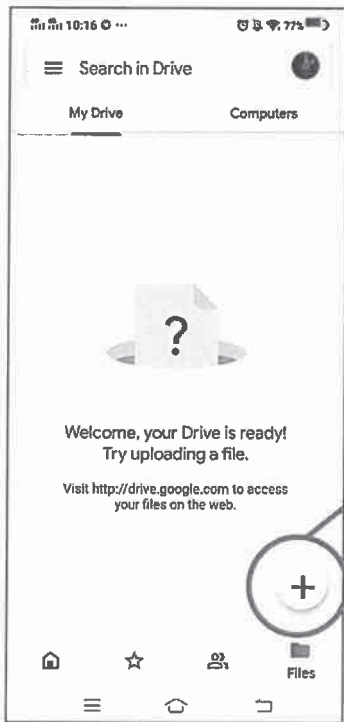 10:16
77%
Search in Drive
My Drive Computers
?
Welcome, your Drive is ready!
Try uploading a file.
Visit http://drive.google.com to access
your files on the web.
+
Files